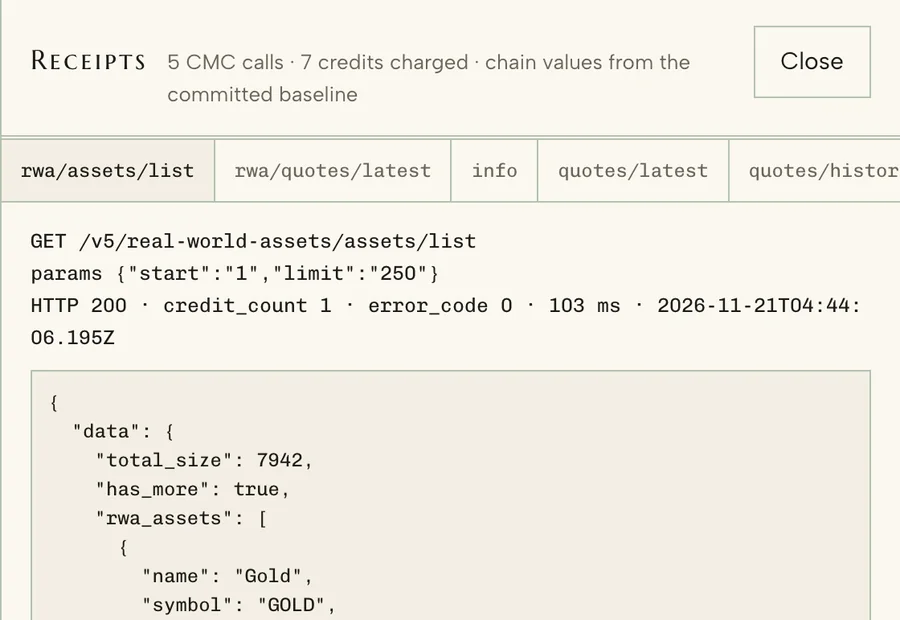 Receipts 5 CMC calls · 7 credits charged · chain values from the
committed baseline
Close
rwa/assets/list rwa/quotes/latest info quotes/latest quotes/histor
GET /v5/real-world-assets/assets/list
params {"start":"1","limit":"250"}
HTTP 200 · credit_count 1 · error_code 0 · 103 ms · 2026-11-21T04:44:
06.195Z
{
"data": {
"total_size": 7942,
"has_more": true,
"rwa_assets": [
{
"name": "Gold",
"symbol": "GOLD",